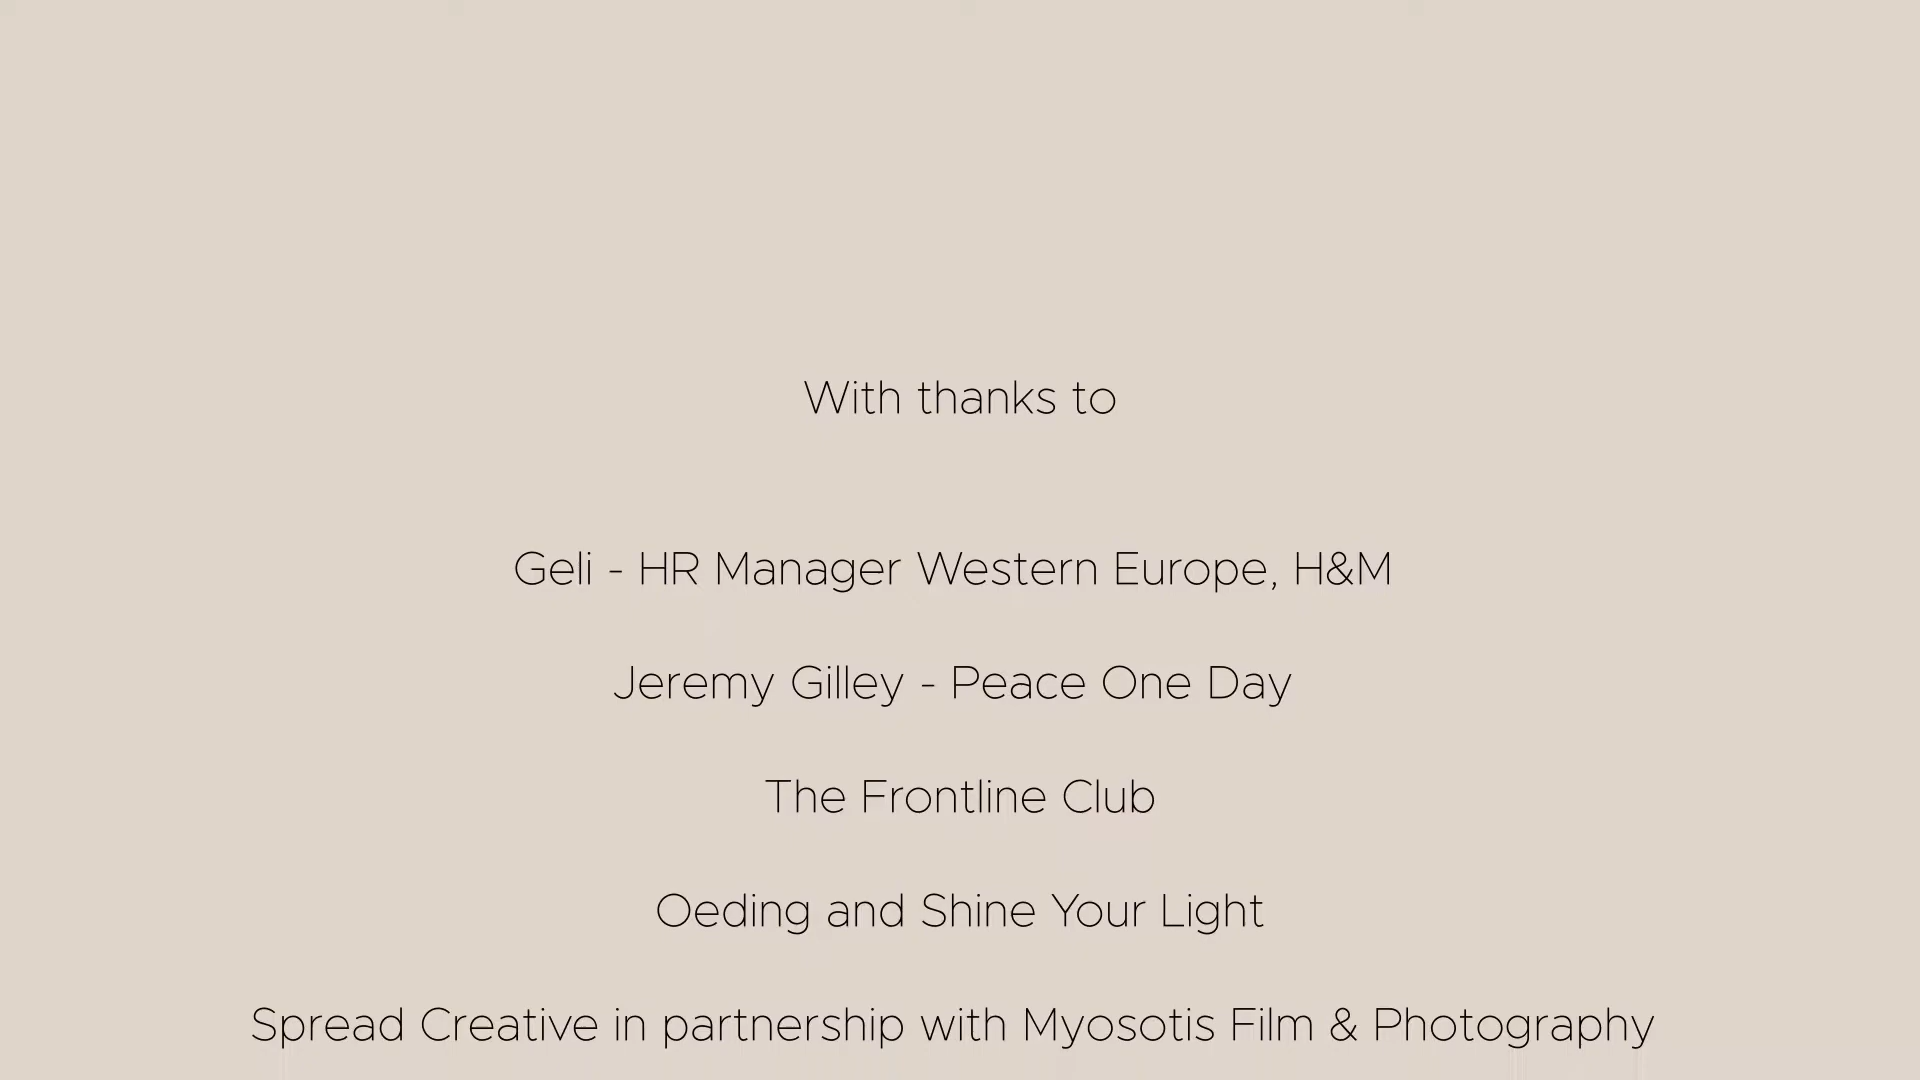 With thanks to
Geli - HR Manager Western Europe, H&M
Jeremy Gilley - Peace One Day
The Frontline Club
Oeding and Shine Your Light
Spread Creative in partnership with Myosotis Film & Photography